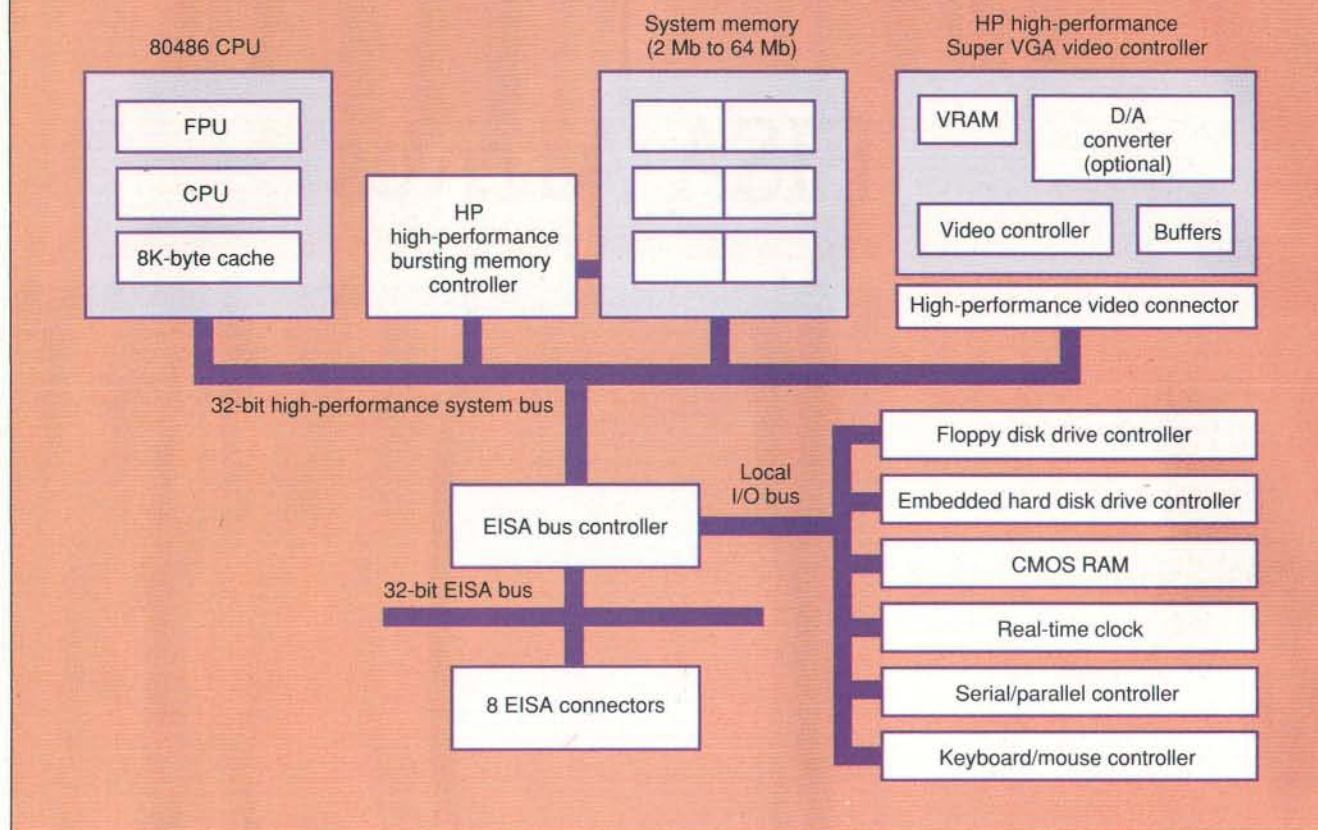 80486 CPU
FPU
CPU
8K-byte cache
HP
high-performance
bursting memory
controller
System memory
(2 Mb to 64 Mb)
HP high-performance
Super VGA video controller
VRAM
D/A
converter
(optional)
Video controller
Buffers
High-performance video connector
32-bit high-performance system bus
EISA bus controller
Local
I/O bus
32-bit EISA bus
8 EISA connectors
Floppy disk drive controller
Embedded hard disk drive controller
CMOS RAM
Real-time clock
Serial/parallel controller
Keyboard/mouse controller